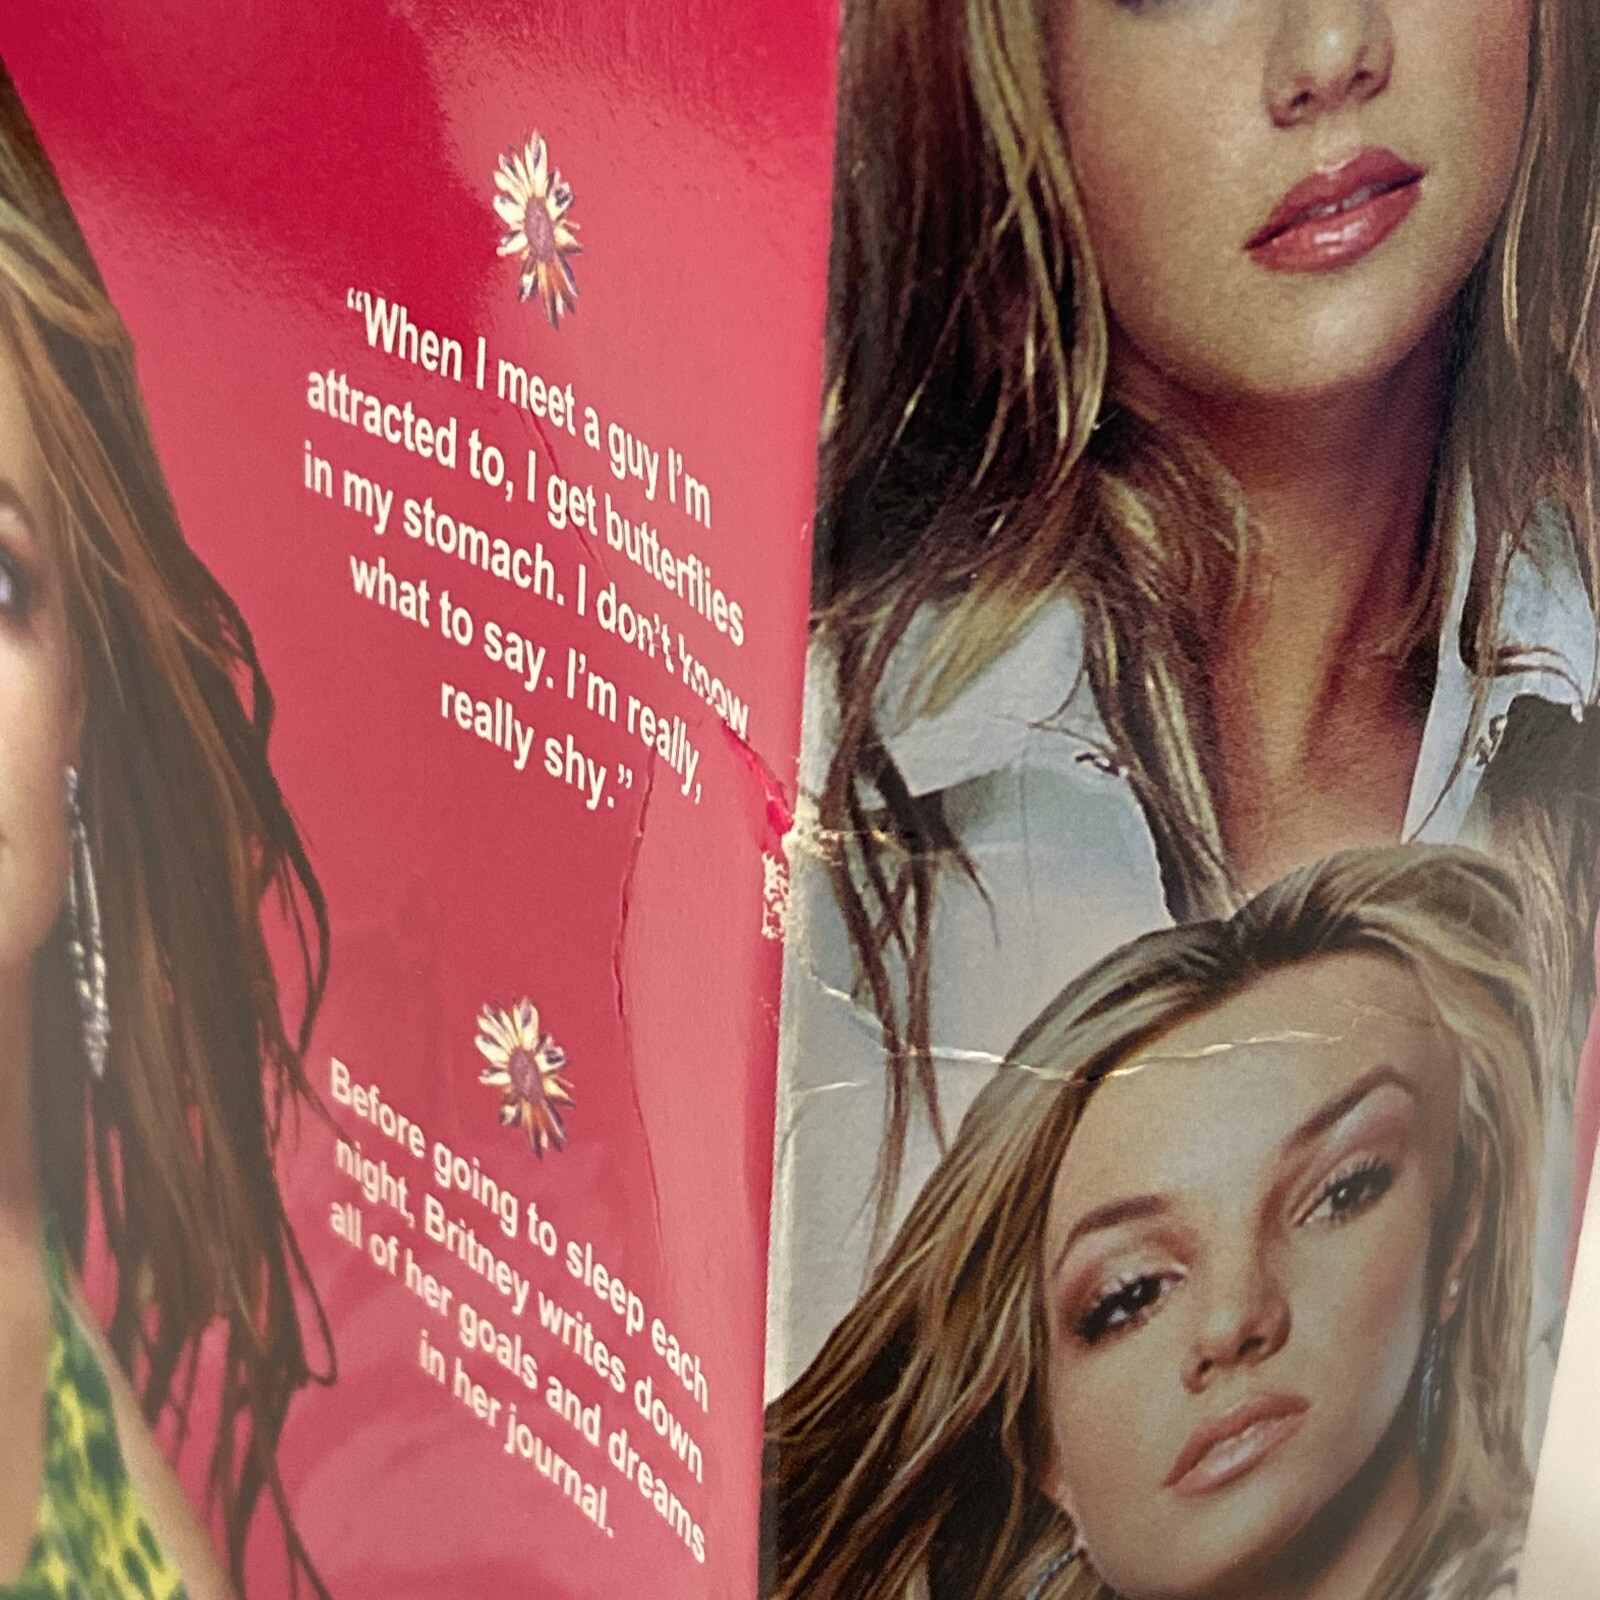 “When I meet a guy I’m
attracted to, I get butterflies
in my stomach. I don’t know
what to say. I’m really,
really shy.”
Before going to sleep each
night, Britney writes down
all of her goals and dreams
in her journal.